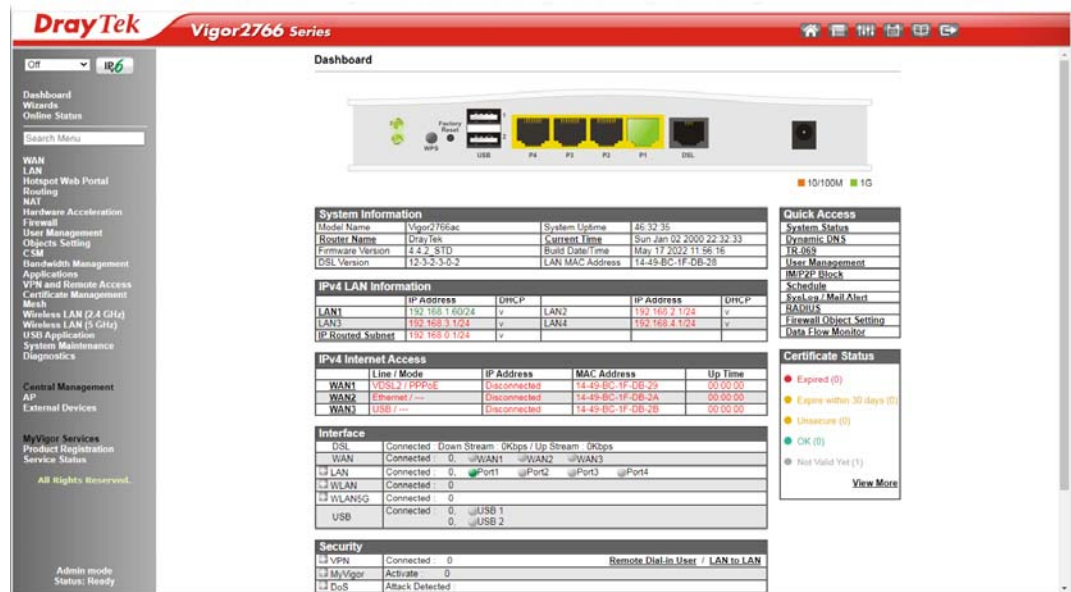 DrayTek Vigor2766 Series
Off IPv6
Dashboard
Wizards
Online Status
Search Menu
WAN
LAN
Hotspot Web Portal
Routing
NAT
Hardware Acceleration
Firewall
User Management
Objects Setting
CSM
Bandwidth Management
Applications
VPN and Remote Access
Certificate Management
Mesh
Wireless LAN (2.4 GHz)
Wireless LAN (5 GHz)
USB Application
System Maintenance
Diagnostics
Central Management
AP
External Devices
MyVigor Services
Product Registration
Service Status
All Rights Reserved.
Admin mode
Status: Ready
Dashboard
Factory
Reset
WPS
1
2
USB P4 P3 P2 P1 DSL
10/100M 1G
System Information
Model Name Vigor2766ac System Uptime 46:32:35
Router Name DrayTek Current Time Sun Jan 02 2000 22:32:33
Firmware Version 4.4.2_STD Build Date/Time May 17 2022 11:56:16
DSL Version 12-3-2-3-0-2 LAN MAC Address 14-49-BC-1F-DB-28
IPv4 LAN Information
IP Address DHCP IP Address DHCP
LAN1 192.168.1.60/24 v LAN2 192.168.2.1/24 v
LAN3 192.168.3.1/24 v LAN4 192.168.4.1/24 v
IP Routed Subnet 192.168.0.1/24 v
IPv4 Internet Access
Line / Mode IP Address MAC Address Up Time
WAN1 VDSL2 / PPPoE Disconnected 14-49-BC-1F-DB-29 00:00:00
WAN2 Ethernet / --- Disconnected 14-49-BC-1F-DB-2A 00:00:00
WAN3 USB / --- Disconnected 14-49-BC-1F-DB-2B 00:00:00
Interface
DSL Connected : Down Stream : 0Kbps / Up Stream : 0Kbps
WAN Connected : 0, WAN1 WAN2 WAN3
LAN Connected : 0, Port1 Port2 Port3 Port4
WLAN Connected : 0
WLAN5G Connected : 0
USB Connected : 0, USB 1
0, USB 2
Security
VPN Connected : 0 Remote Dial-in User / LAN to LAN
MyVigor Activate : 0
DoS Attack Detected :
Quick Access
System Status
Dynamic DNS
TR-069
User Management
IM/P2P Block
Schedule
SysLog / Mail Alert
RADIUS
Firewall Object Setting
Data Flow Monitor
Certificate Status
Expired (0)
Expire within 30 days (0)
Unsecure (0)
OK (0)
Not Valid Yet (1)
View More